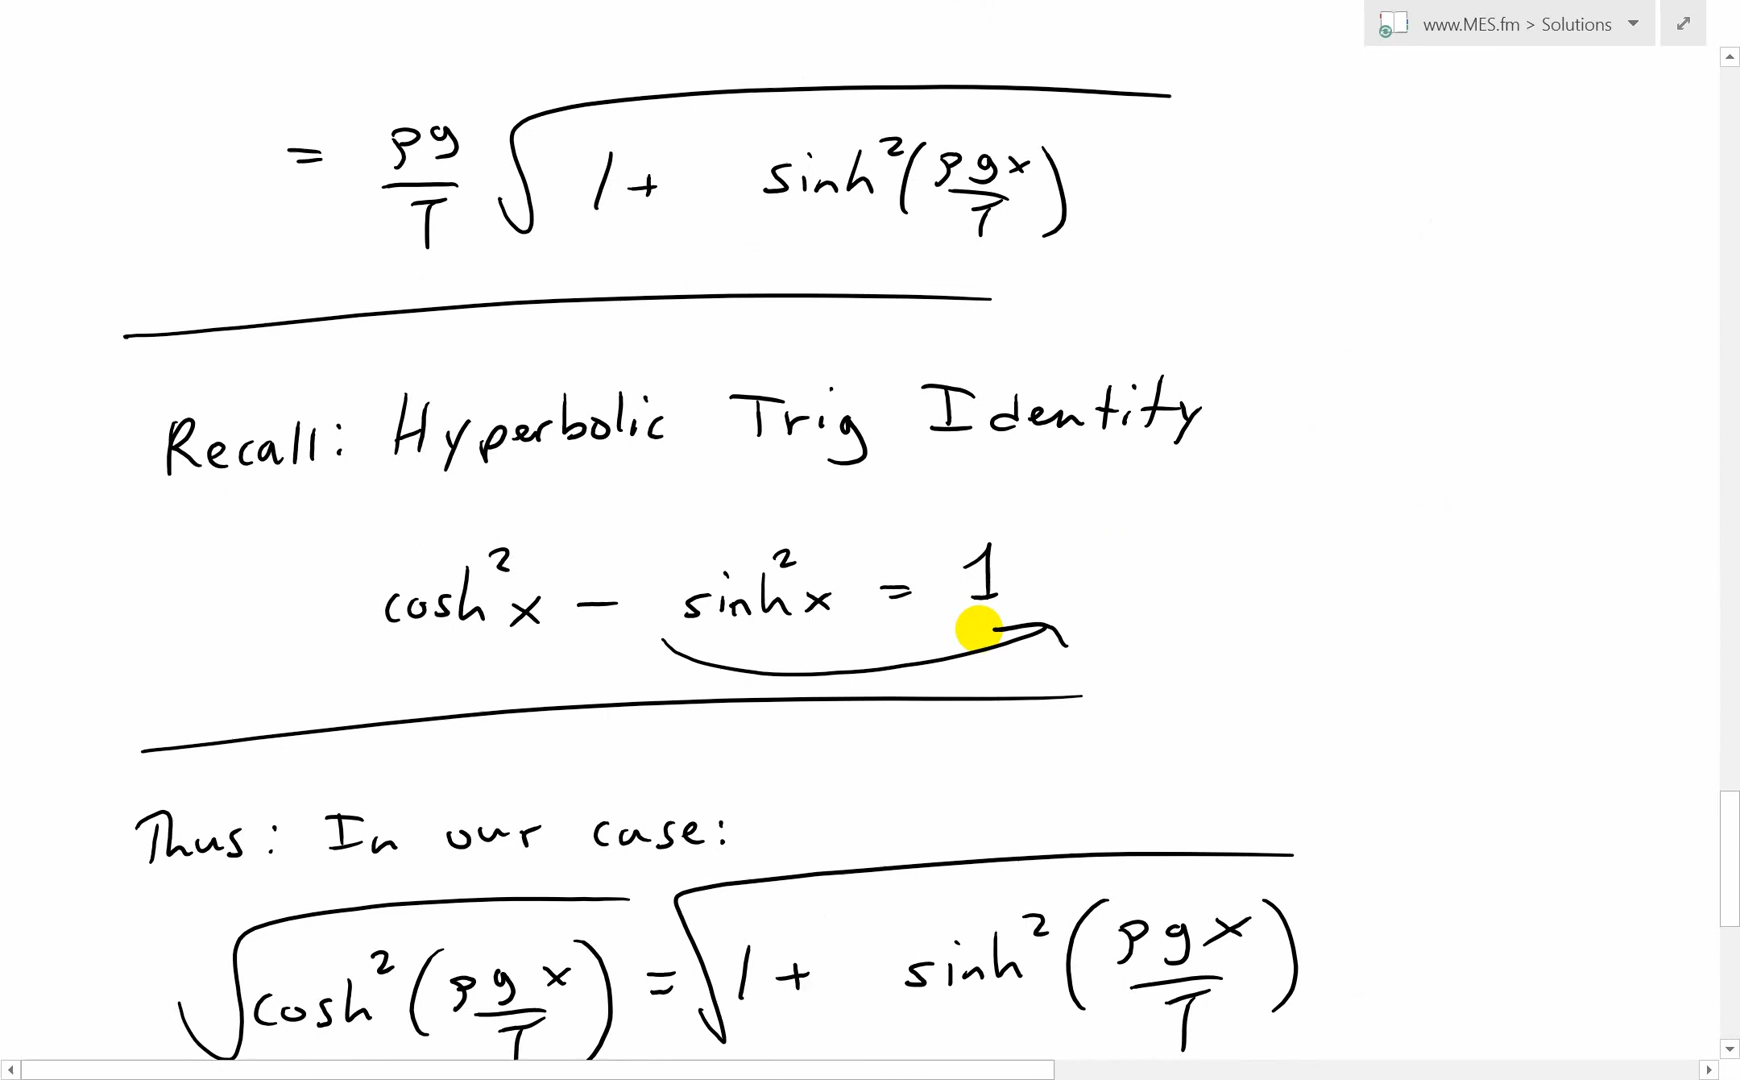 www.MES.fm > Solutions
= ρg/T √(1 + sinh²(ρgx/T))
Recall: Hyperbolic Trig Identity
cosh²x − sinh²x = 1
Thus: In our case:
√(cosh²(ρgx/T)) = √(1 + sinh²(ρgx/T))